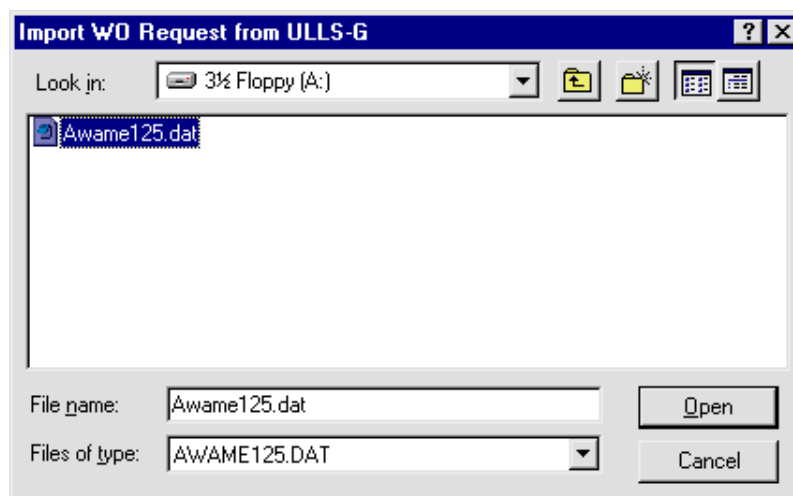 Import WO Request from ULLS-G
Look in: 3½ Floppy (A:)
Awame125.dat
File name: Awame125.dat Open
Files of type: AWAME125.DAT Cancel